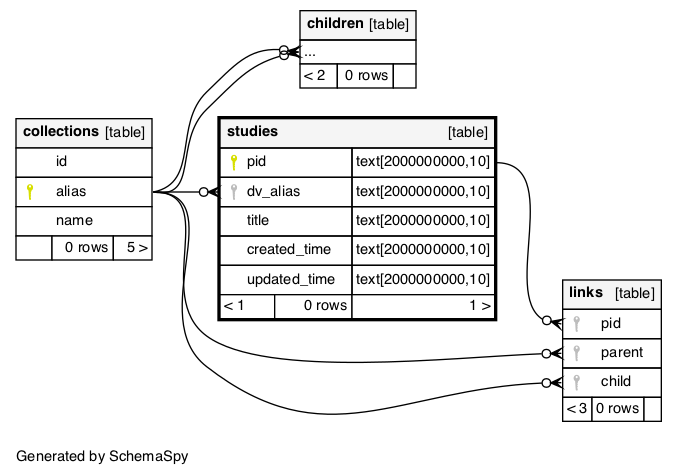 children [table]
...
< 2 0 rows
collections [table]
id
alias
name
0 rows 5 >
studies [table]
pid text[2000000000,10]
dv_alias text[2000000000,10]
title text[2000000000,10]
created_time text[2000000000,10]
updated_time text[2000000000,10]
< 1 0 rows 1 >
links [table]
pid
parent
child
< 3 0 rows
Generated by SchemaSpy